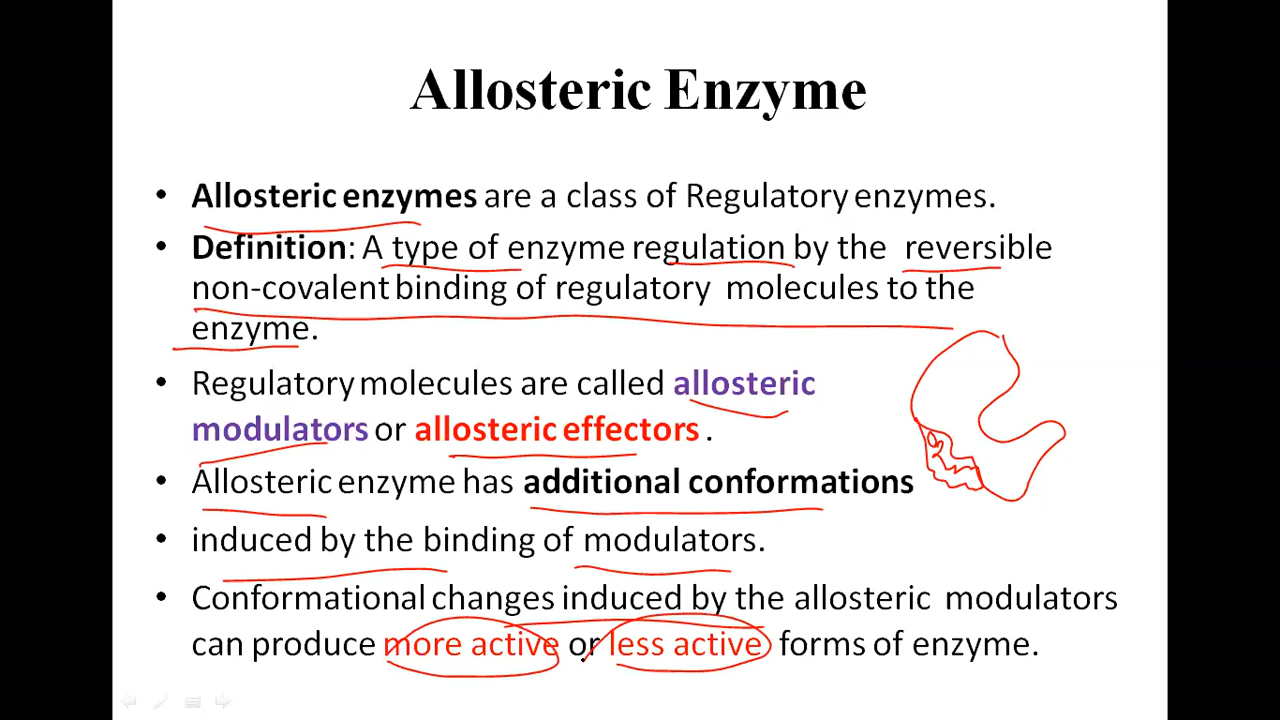 Allosteric Enzyme
• Allosteric enzymes are a class of Regulatory enzymes.
• Definition: A type of enzyme regulation by the reversible
non-covalent binding of regulatory molecules to the
enzyme.
• Regulatory molecules are called allosteric
modulators or allosteric effectors .
• Allosteric enzyme has additional conformations
• induced by the binding of modulators.
• Conformational changes induced by the allosteric modulators
can produce more active or less active forms of enzyme.